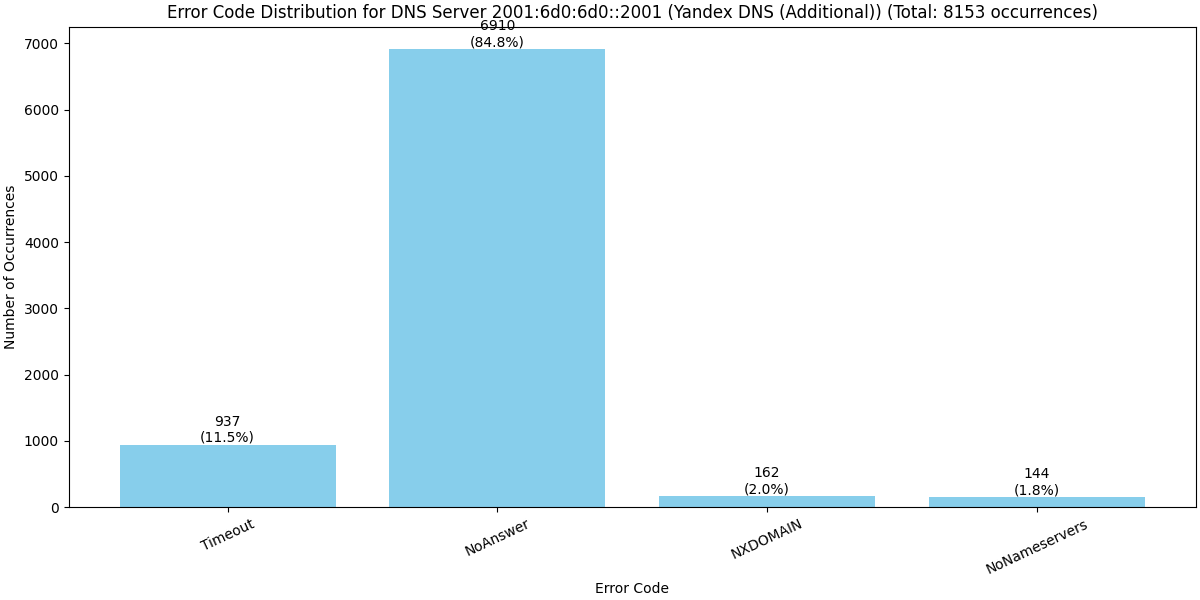 Error Code Distribution for DNS Server 2001:6d0:6d0::2001 (Yandex DNS (Additional)) (Total: 8153 occurrences)
Number of Occurrences
7000
6000
5000
4000
3000
2000
1000
0
937
(11.5%)
6910
(84.8%)
162
(2.0%)
144
(1.8%)
Timeout
NoAnswer
NXDOMAIN
NoNameservers
Error Code